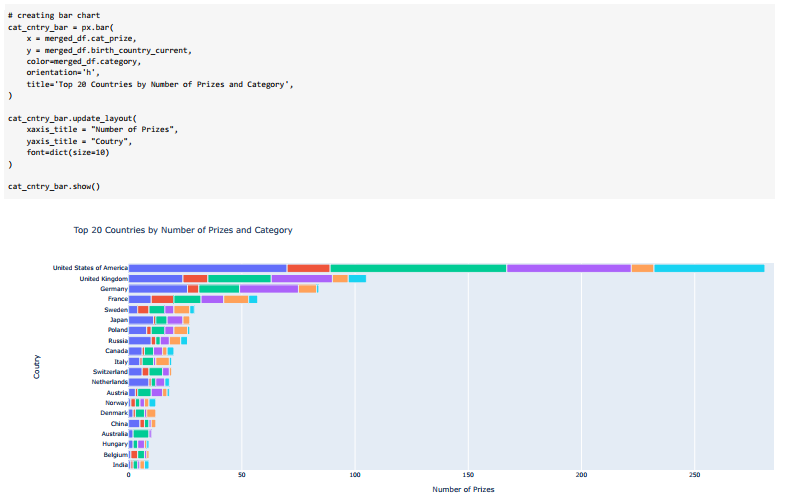 # creating bar chart
cat_cntry_bar = px.bar(
    x = merged_df.cat_prize,
    y = merged_df.birth_country_current,
    color=merged_df.category,
    orientation='h',
    title='Top 20 Countries by Number of Prizes and Category',
)
cat_cntry_bar.update_layout(
    xaxis_title = "Number of Prizes",
    yaxis_title = "Coutry",
    font=dict(size=10)
)
cat_cntry_bar.show()
Top 20 Countries by Number of Prizes and Category
United States of America
United Kingdom
Germany
France
Sweden
Japan
Poland
Russia
Canada
Italy
Switzerland
Netherlands
Austria
Norway
Denmark
China
Australia
Hungary
Belgium
India
Coutry
0 50 100 150 200 250
Number of Prizes